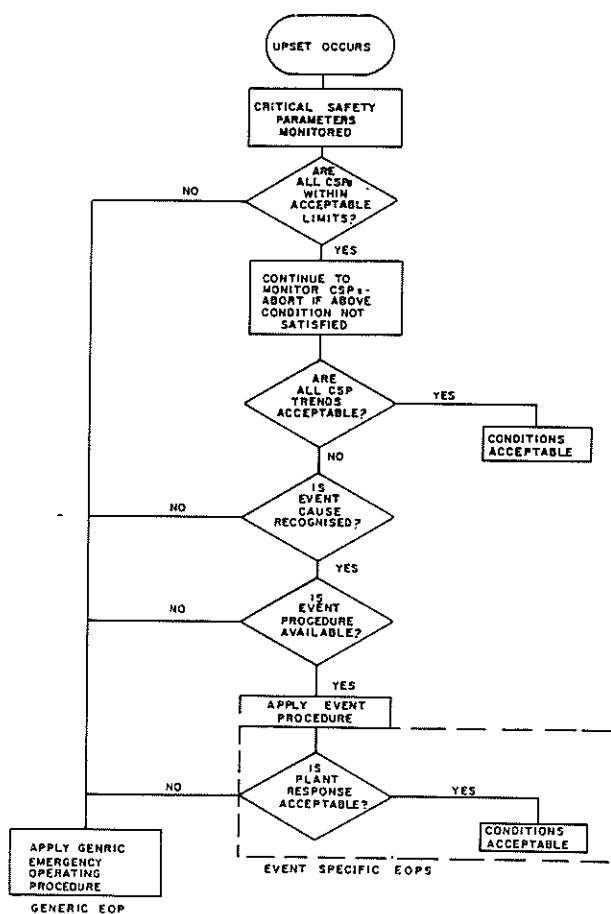 UPSET OCCURS
CRITICAL SAFETY
PARAMETERS
MONITORED
ARE
ALL CSPs
WITHIN
ACCEPTABLE
LIMITS?
NO
YES
CONTINUE TO
MONITOR CSPs-
ABORT IF ABOVE
CONDITION NOT
SATISFIED
ARE
ALL CSP
TRENDS
ACCEPTABLE?
YES
CONDITIONS
ACCEPTABLE
NO
IS
EVENT
CAUSE
RECOGNISED?
NO
YES
IS
EVENT
PROCEDURE
AVAILABLE?
NO
YES
APPLY EVENT
PROCEDURE
IS
PLANT
RESPONSE
ACCEPTABLE?
NO
YES
CONDITIONS
ACCEPTABLE
APPLY GENRIC
EMERGENCY
OPERATING
PROCEDURE
EVENT SPECIFIC EOPS
GENERIC EOP